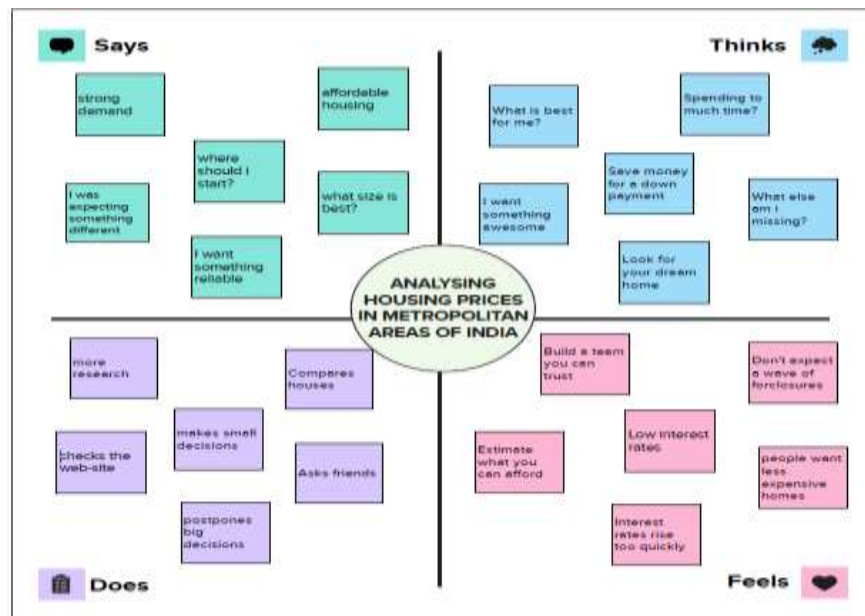 Says
strong
demand
affordable
housing
where
should I
start?
I was
expecting
something
different
what size is
best?
I want
something
reliable
Thinks
What is best
for me?
Spending to
much time?
Save money
for a down
payment
I want
something
awesome
What else
am I
missing?
Look for
your dream
home
ANALYSING
HOUSING PRICES
IN METROPOLITAN
AREAS OF INDIA
more
research
Compares
houses
makes small
decisions
checks the
web-site
Asks friends
postpones
big
decisions
Does
Build a team
you can
trust
Don't expect
a wave of
forclosures
Low interest
rates
Estimate
what you
can afford
people want
less
expensive
homes
Interest
rates rise
too quickly
Feels